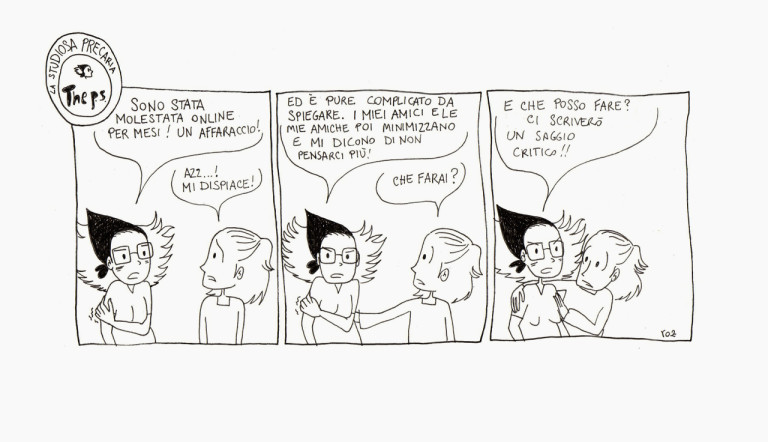 LA STUDIOSA PRECARIA
The ps.
SONO STATA
MOLESTATA ONLINE
PER MESI! UN AFFARACCIO!
AZZ...!
MI DISPIACE!
ED È PURE COMPLICATO DA
SPIEGARE. I MIEI AMICI E LE
MIE AMICHE POI MINIMIZZANO
E MI DICONO DI NON
PENSARCI PIÙ!
CHE FARAI?
E CHE POSSO FARE?
CI SCRIVERÒ
UN SAGGIO
CRITICO!!
roz